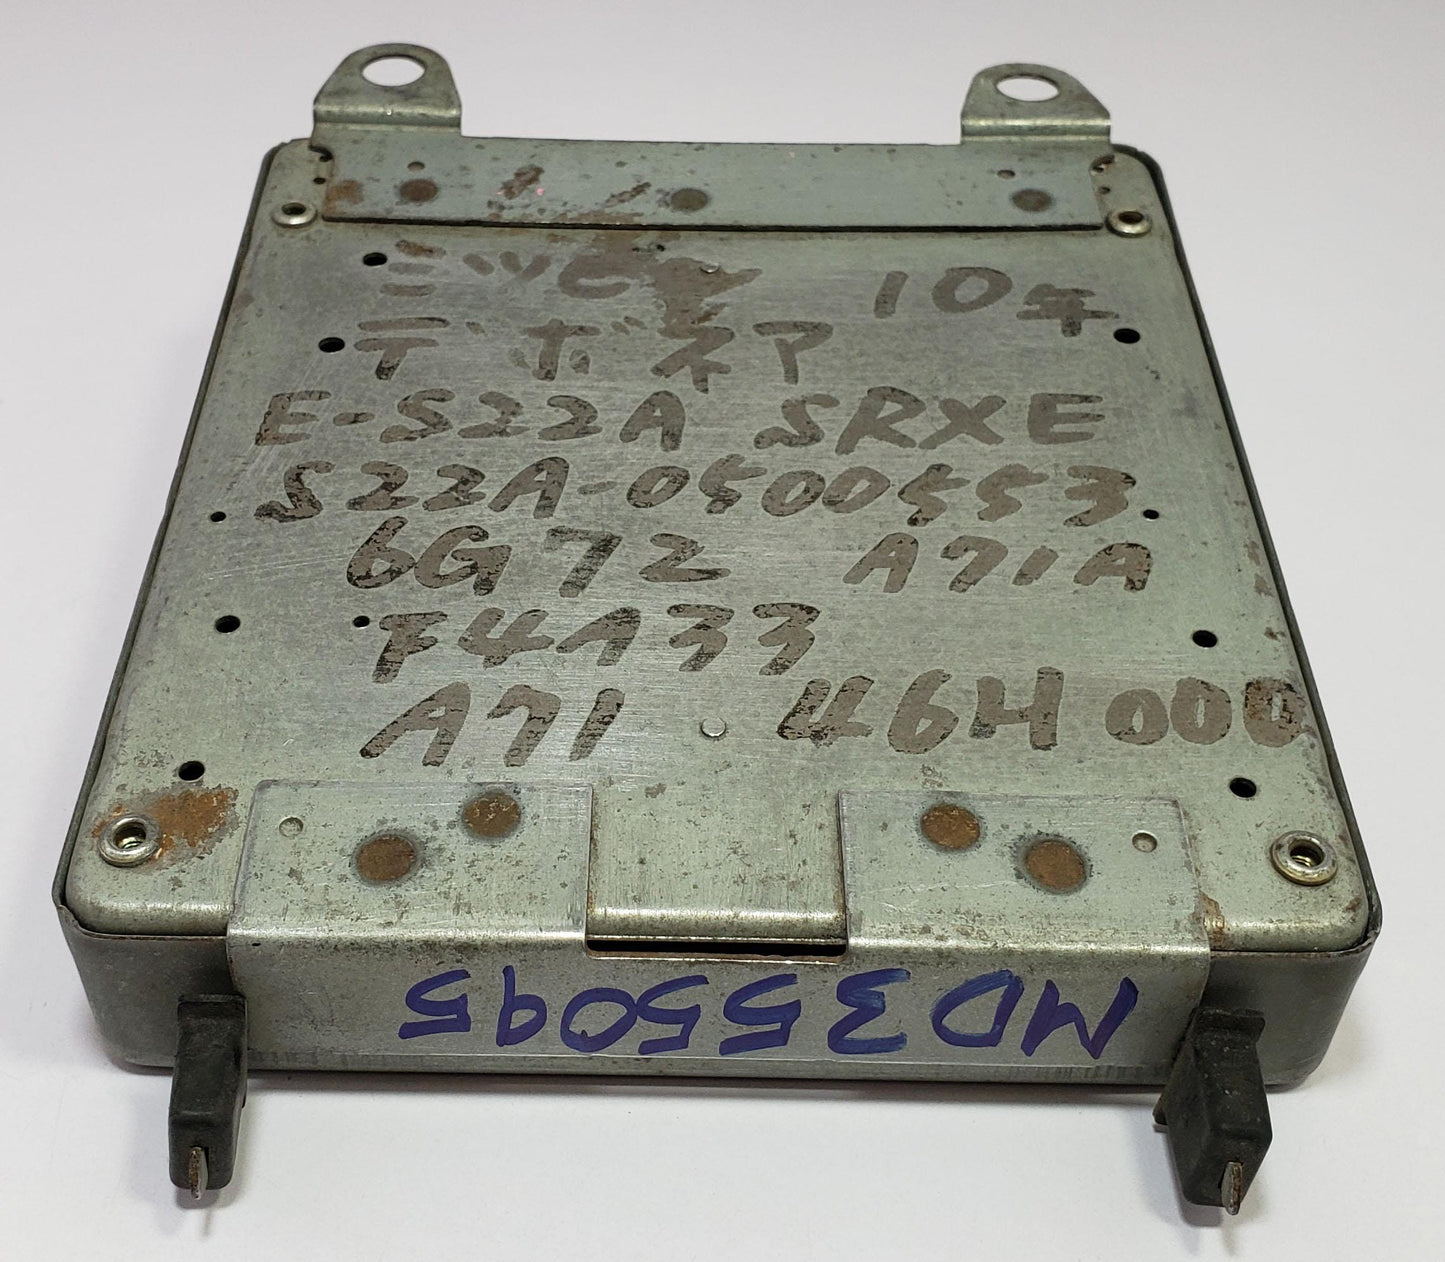 ミツビシ 10年
デボネア
E-S22A SRXE
S22A-0500553
6G72 A71A
F4A33
A71 46H000
MD355095